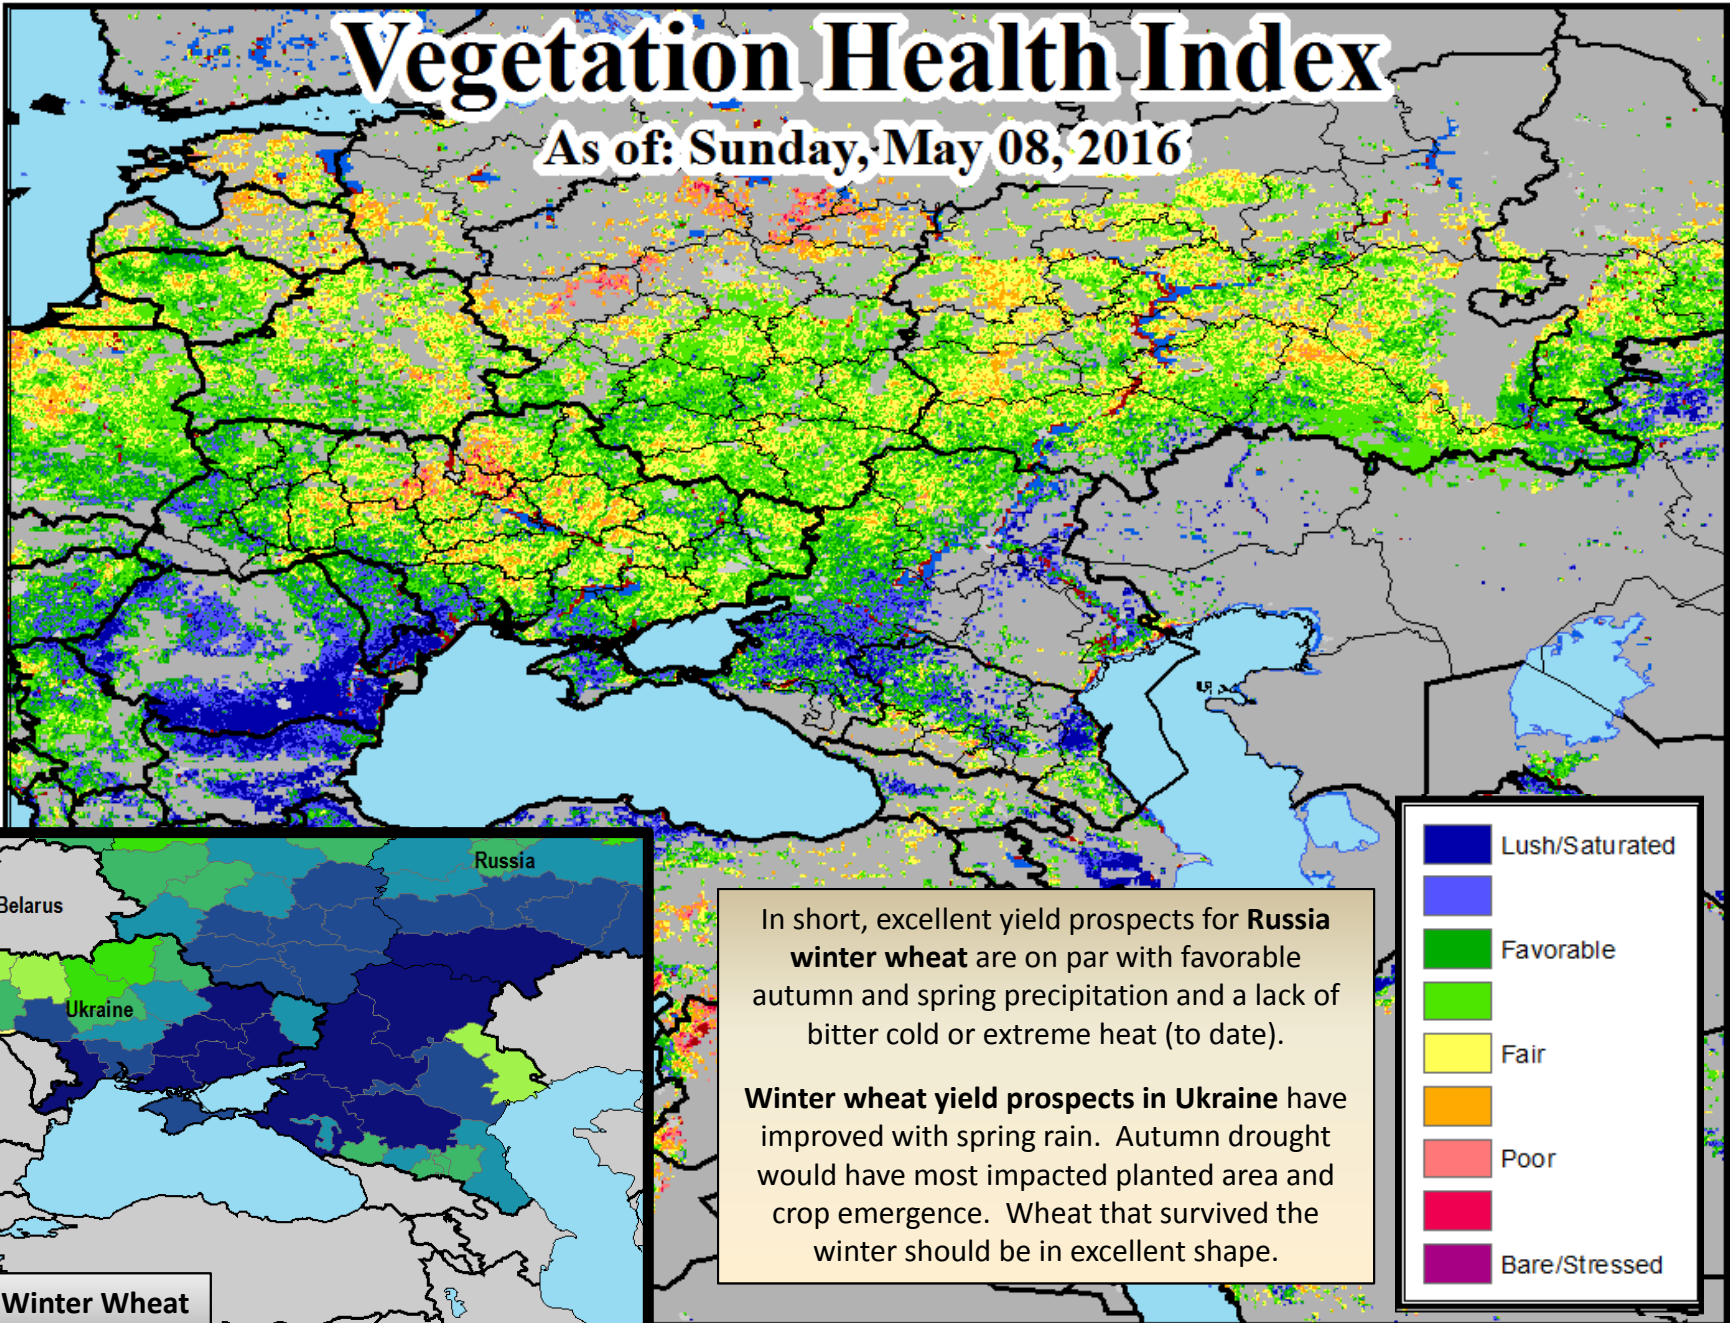 Vegetation Health Index
As of: Sunday, May 08, 2016
Russia
Belarus
Ukraine
Winter Wheat
In short, excellent yield prospects for Russia
winter wheat are on par with favorable
autumn and spring precipitation and a lack of
bitter cold or extreme heat (to date).
Winter wheat yield prospects in Ukraine have
improved with spring rain.  Autumn drought
would have most impacted planted area and
crop emergence.  Wheat that survived the
winter should be in excellent shape.
Lush/Saturated
Favorable
Fair
Poor
Bare/Stressed